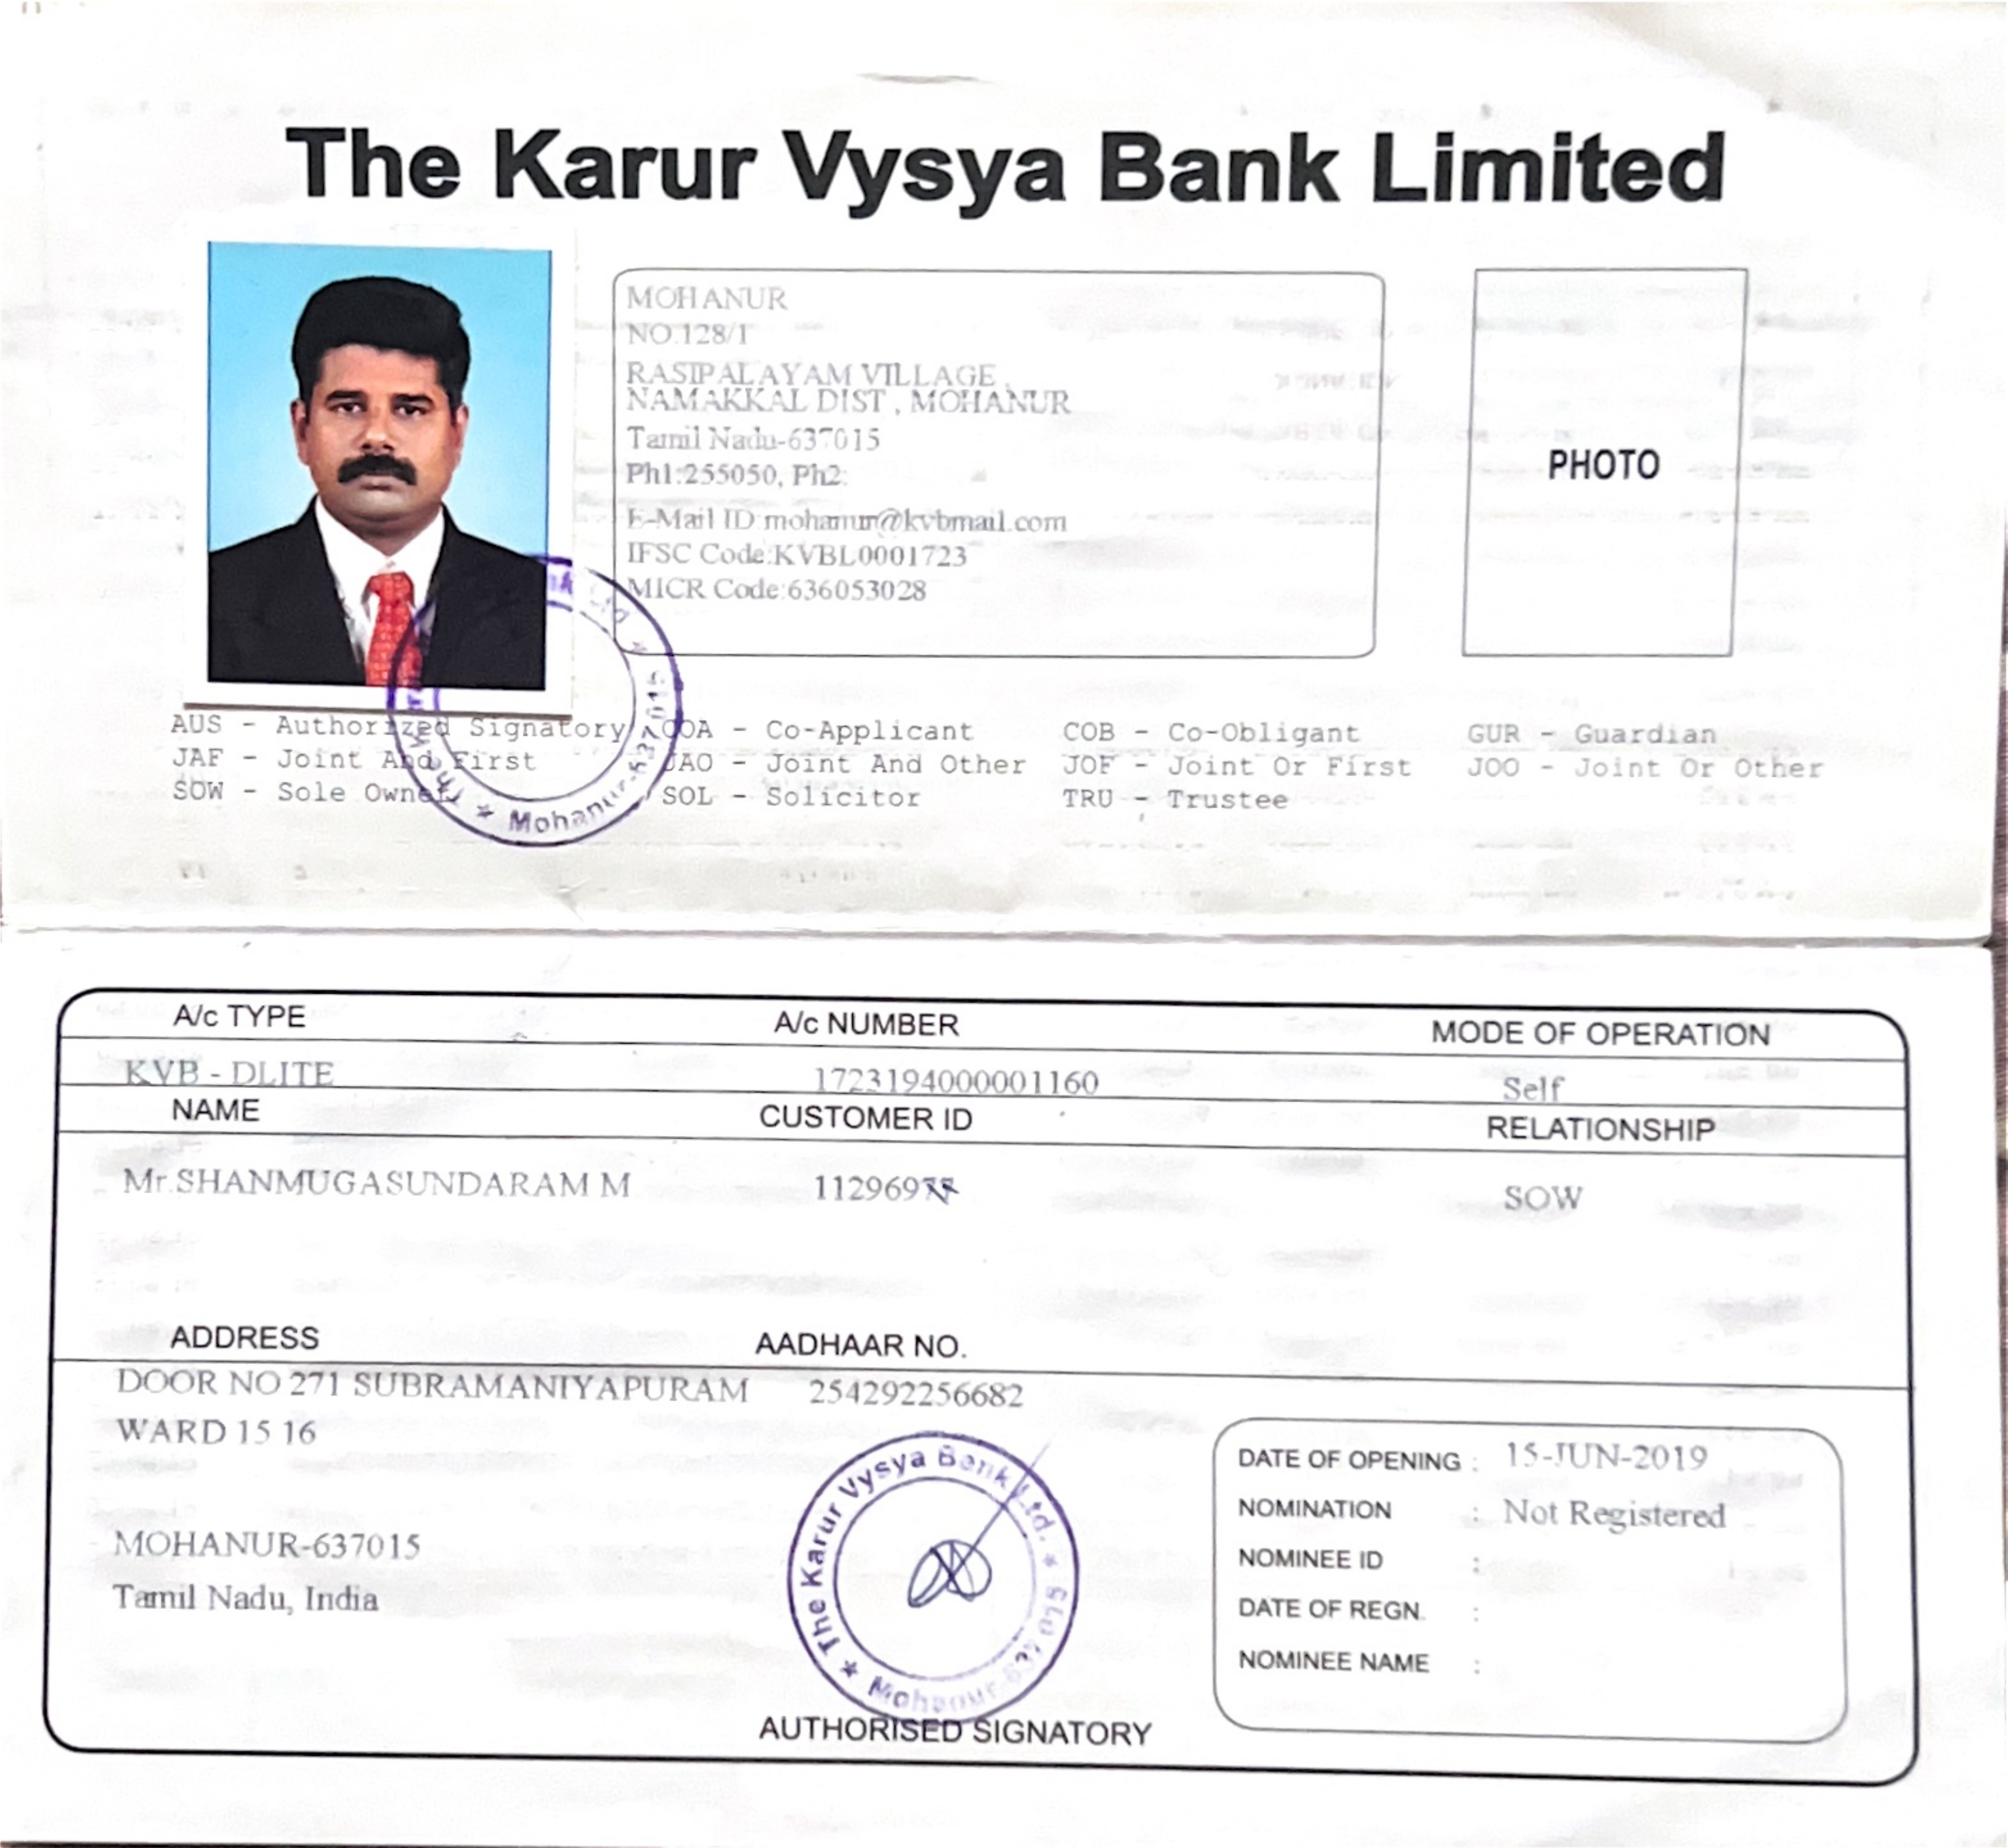 The Karur Vysya Bank Limited
MOHANUR
NO.128/1
RASIPALAYAM VILLAGE ,
NAMAKKAL DIST , MOHANUR
Tamil Nadu-637015
Ph1:255050, Ph2:
E-Mail ID:mohanur@kvbmail.com
IFSC Code:KVBL0001723
MICR Code:636053028
PHOTO
AUS - Authorized Signatory COA - Co-Applicant COB - Co-Obligant GUR - Guardian
JAF - Joint And First JAO - Joint And Other JOF - Joint Or First JOO - Joint Or Other
SOW - Sole Owner SOL - Solicitor TRU - Trustee
Ltd. * The * Mohanur-637 015
A/c TYPE A/c NUMBER MODE OF OPERATION
KVB - DLITE 1723194000001160 Self
NAME CUSTOMER ID RELATIONSHIP
Mr.SHANMUGASUNDARAM M SOW
ADDRESS AADHAAR NO.
DOOR NO 271 SUBRAMANIYAPURAM 254292256682
WARD 15 16
MOHANUR-637015
Tamil Nadu, India
The Karur Vysya Bank Ltd. * Mohanur-637 015 *
AUTHORISED SIGNATORY
DATE OF OPENING : 15-JUN-2019
NOMINATION : Not Registered
NOMINEE ID :
DATE OF REGN. :
NOMINEE NAME :